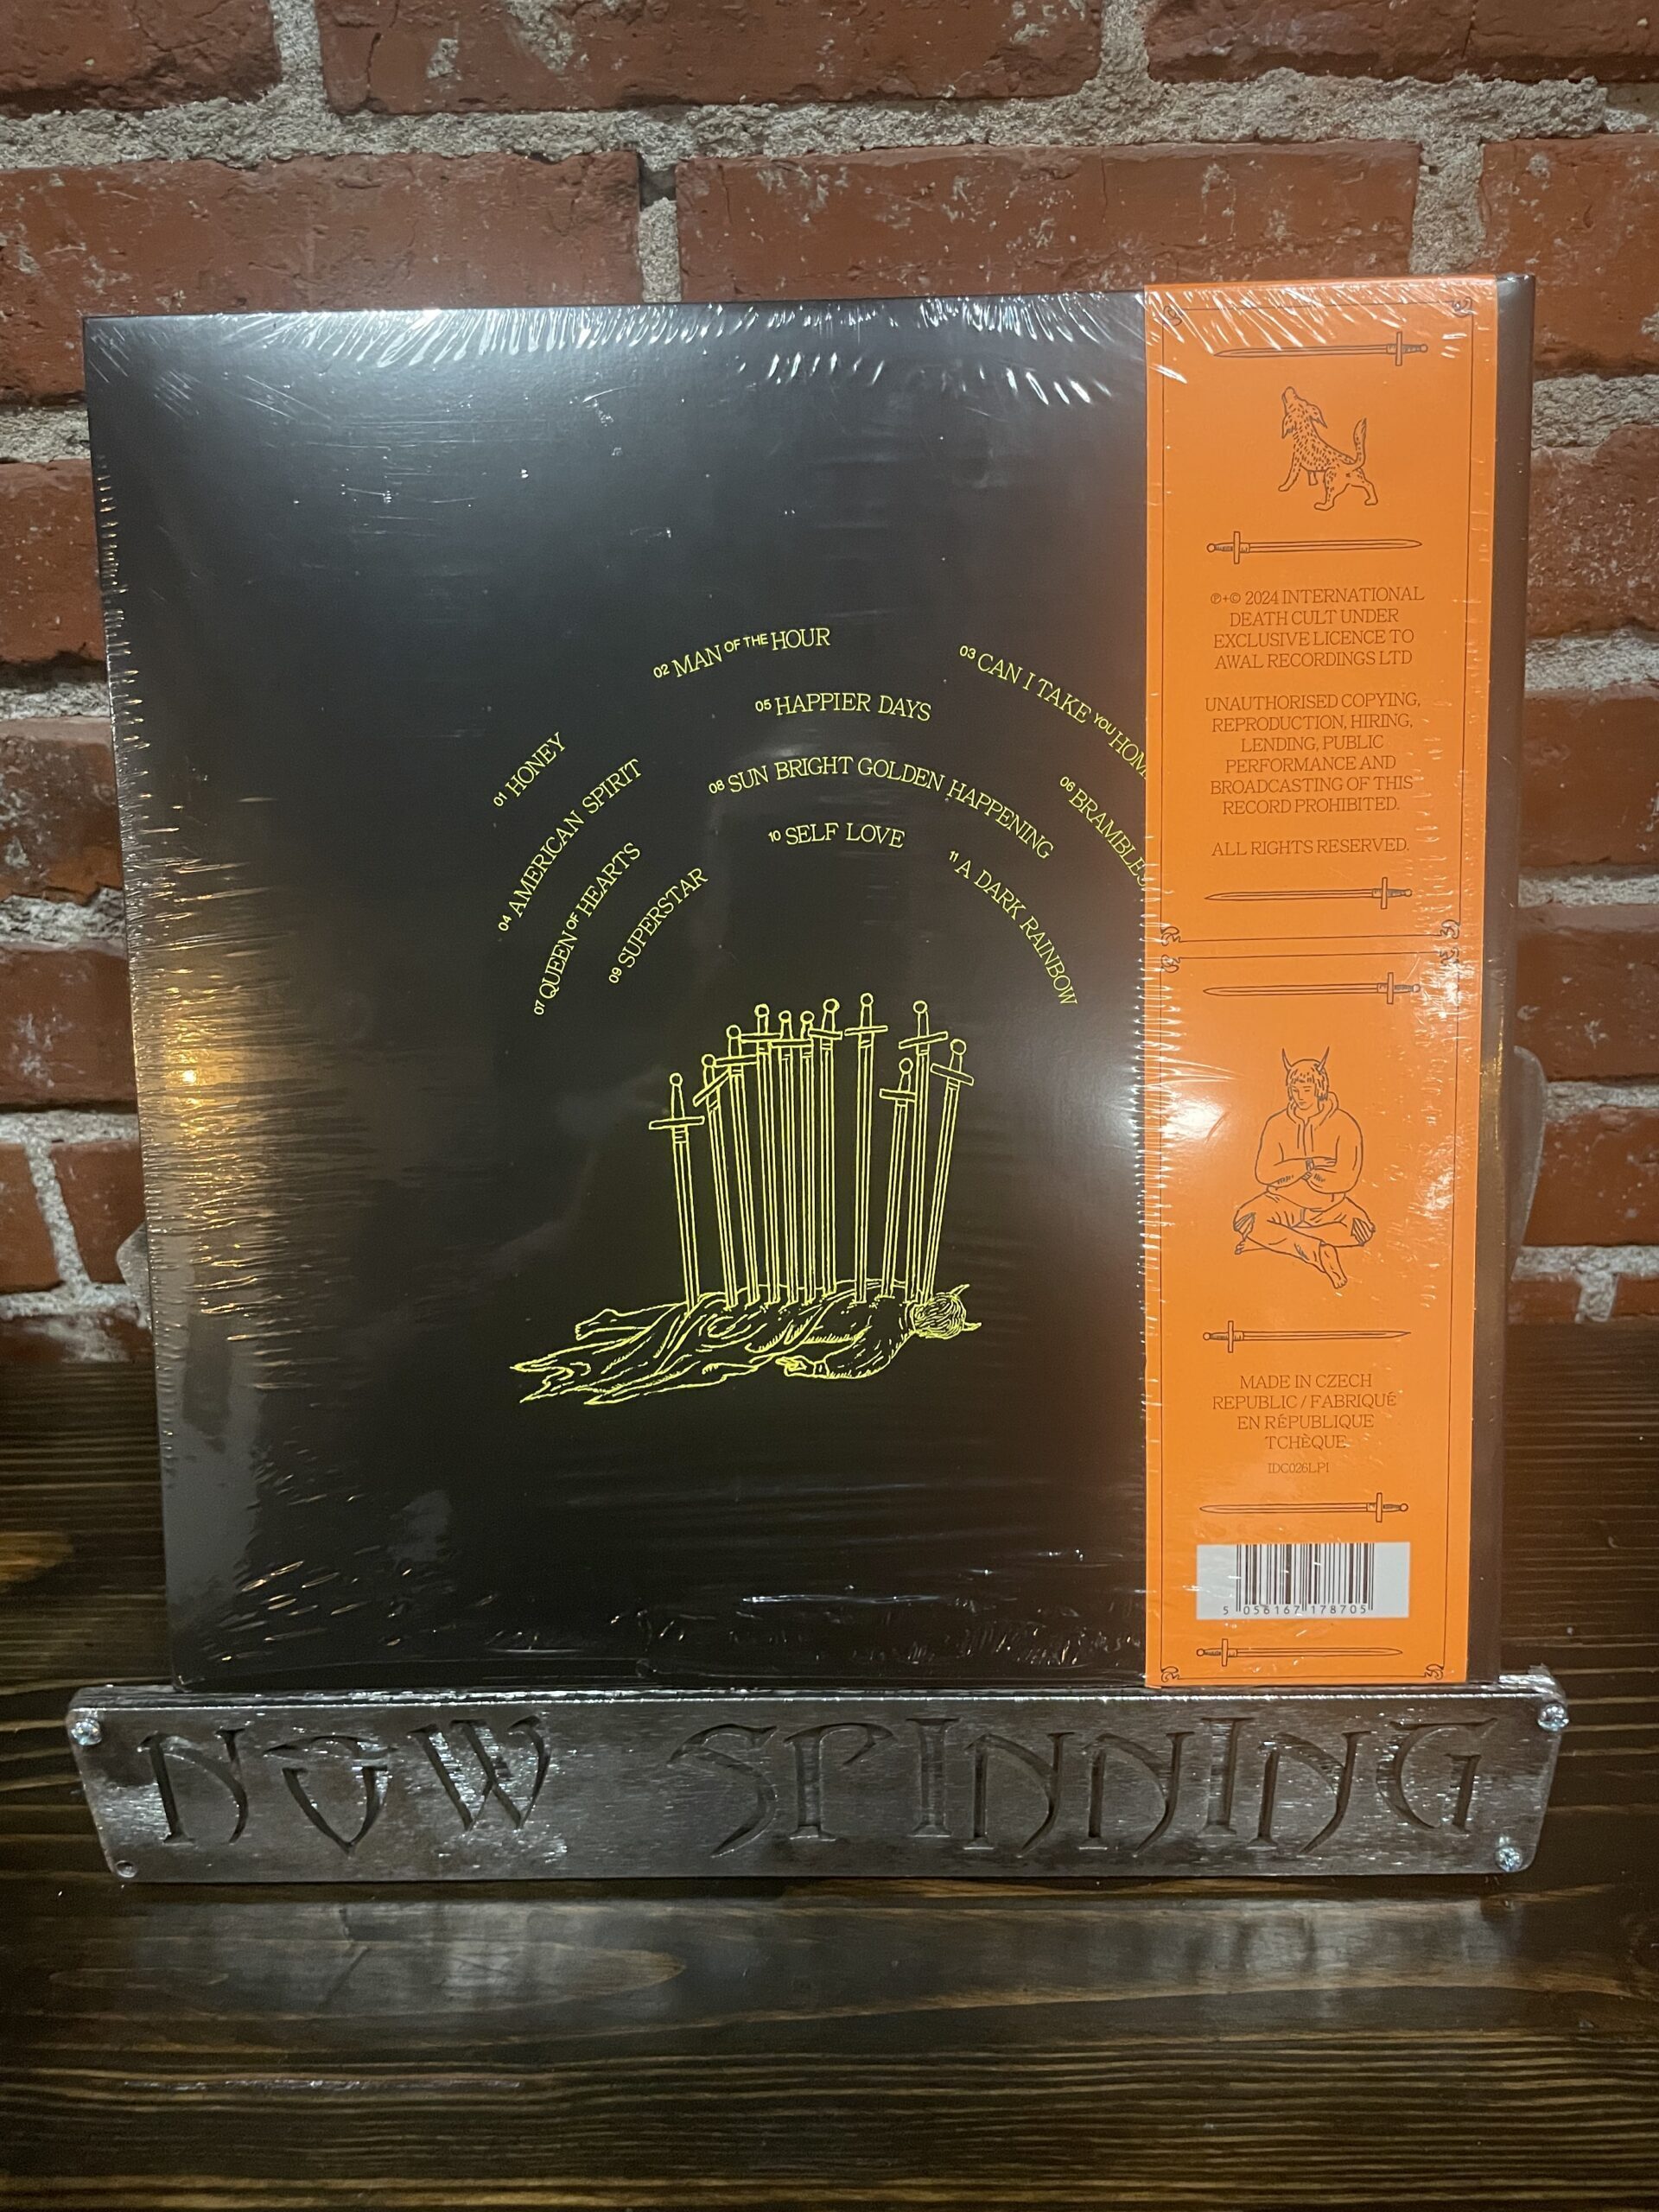 01 HONEY
02 MAN OF THE HOUR
03 CAN I TAKE YOU HOM
04 AMERICAN SPIRIT
05 HAPPIER DAYS
06 BRAMBLES
07 QUEEN OF HEARTS
08 SUN BRIGHT GOLDEN HAPPENING
09 SUPERSTAR
10 SELF LOVE
11 A DARK RAINBOW
℗+© 2024 INTERNATIONAL
DEATH CULT UNDER
EXCLUSIVE LICENCE TO
AWAL RECORDINGS LTD
UNAUTHORISED COPYING,
REPRODUCTION, HIRING,
LENDING, PUBLIC
PERFORMANCE AND
BROADCASTING OF THIS
RECORD PROHIBITED.
ALL RIGHTS RESERVED.
MADE IN CZECH
REPUBLIC / FABRIQUÉ
EN RÉPUBLIQUE
TCHÈQUE
IDC026LP1
5 056167 178705
NOW SPINNING